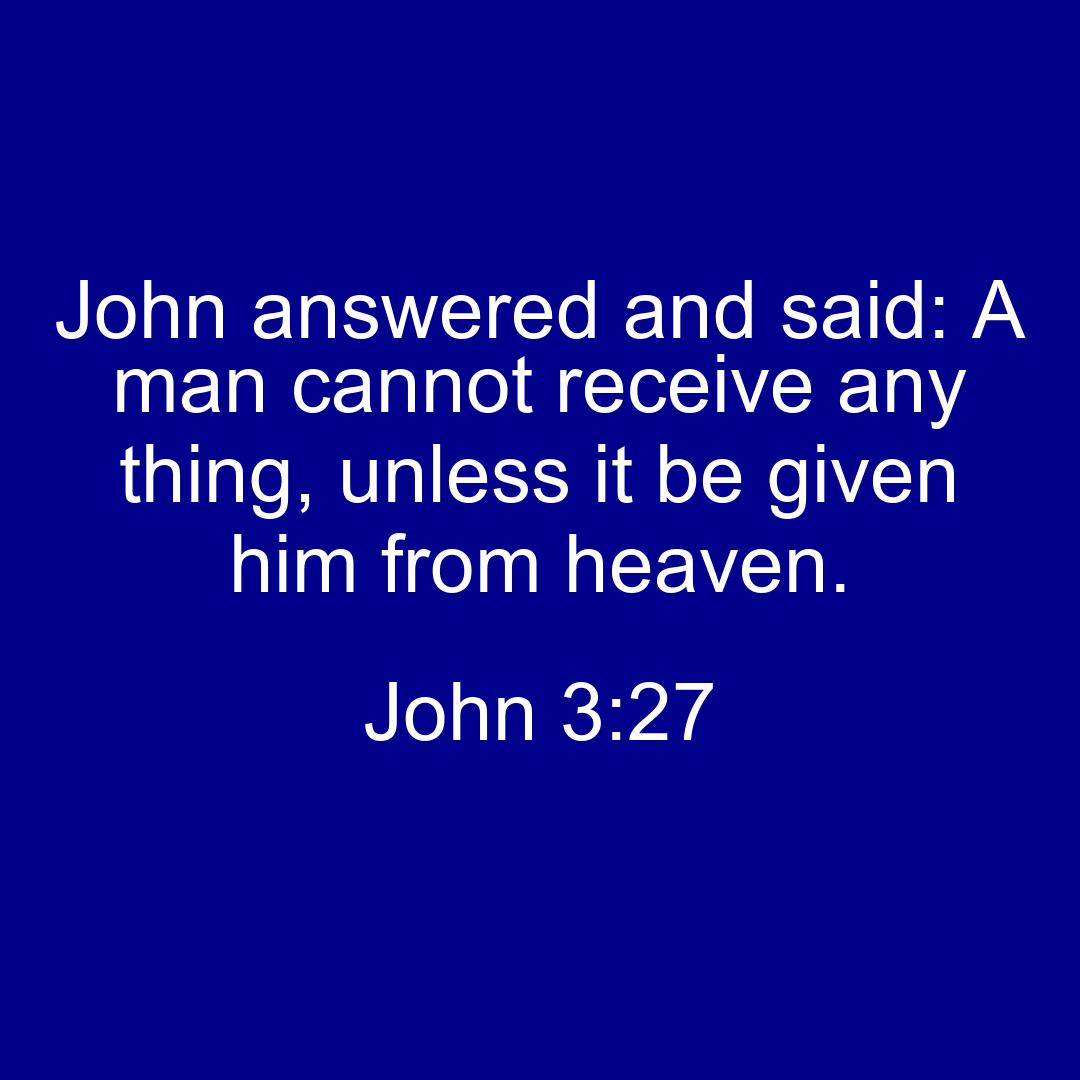 John answered and said: A
man cannot receive any
thing, unless it be given
him from heaven.
John 3:27